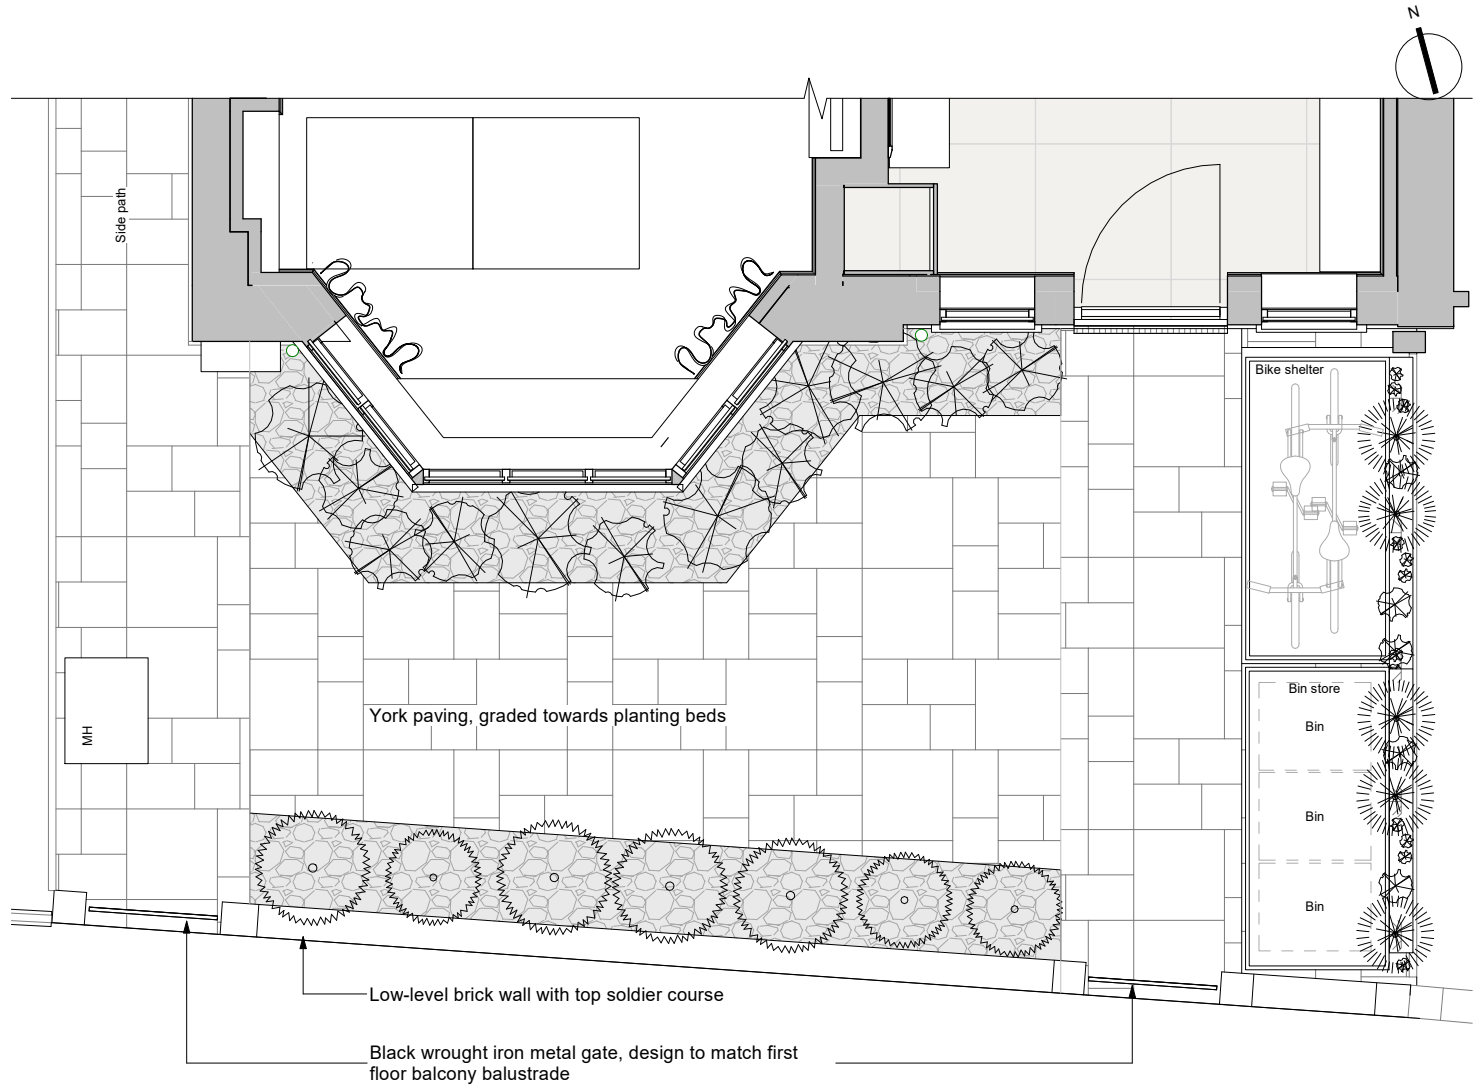 N
Side path
Bike shelter
Bin store
Bin
Bin
Bin
MH
York paving, graded towards planting beds
Low-level brick wall with top soldier course
Black wrought iron metal gate, design to match first
floor balcony balustrade